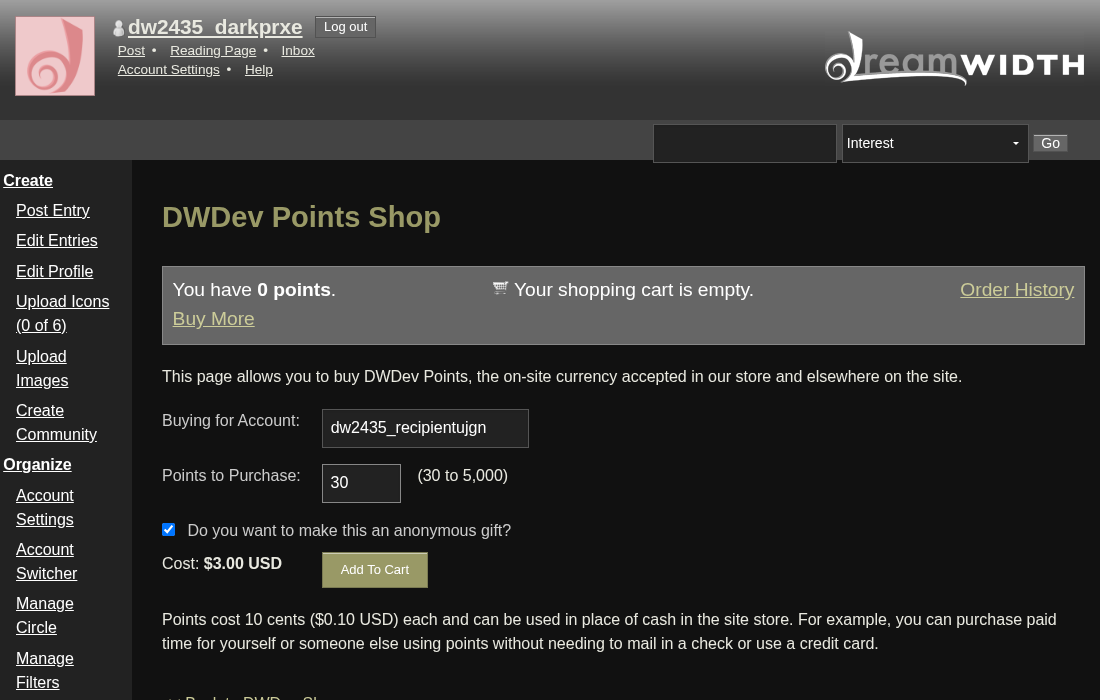 dw2435_darkprxe Log out
Post • Reading Page • Inbox
Account Settings • Help
dreamwidth
Interest Go
Create
Post Entry
Edit Entries
Edit Profile
Upload Icons
(0 of 6)
Upload
Images
Create
Community
Organize
Account
Settings
Account
Switcher
Manage
Circle
Manage
Filters
DWDev Points Shop
You have 0 points. Your shopping cart is empty. Order History
Buy More
This page allows you to buy DWDev Points, the on-site currency accepted in our store and elsewhere on the site.
Buying for Account: dw2435_recipientujgn
Points to Purchase: 30 (30 to 5,000)
Do you want to make this an anonymous gift?
Cost: $3.00 USD Add To Cart
Points cost 10 cents ($0.10 USD) each and can be used in place of cash in the site store. For example, you can purchase paid
time for yourself or someone else using points without needing to mail in a check or use a credit card.